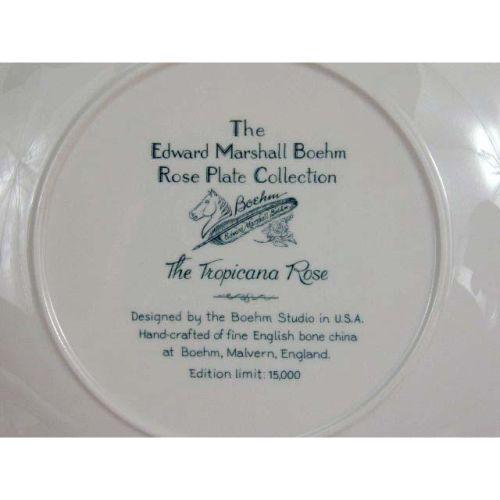 The
Edward Marshall Boehm
Rose Plate Collection
Boehm
Edward Marshall Boehm
The Tropicana Rose
Designed by the Boehm Studio in U.S.A.
Hand-crafted of fine English bone china
at Boehm, Malvern, England.
Edition limit: 15,000